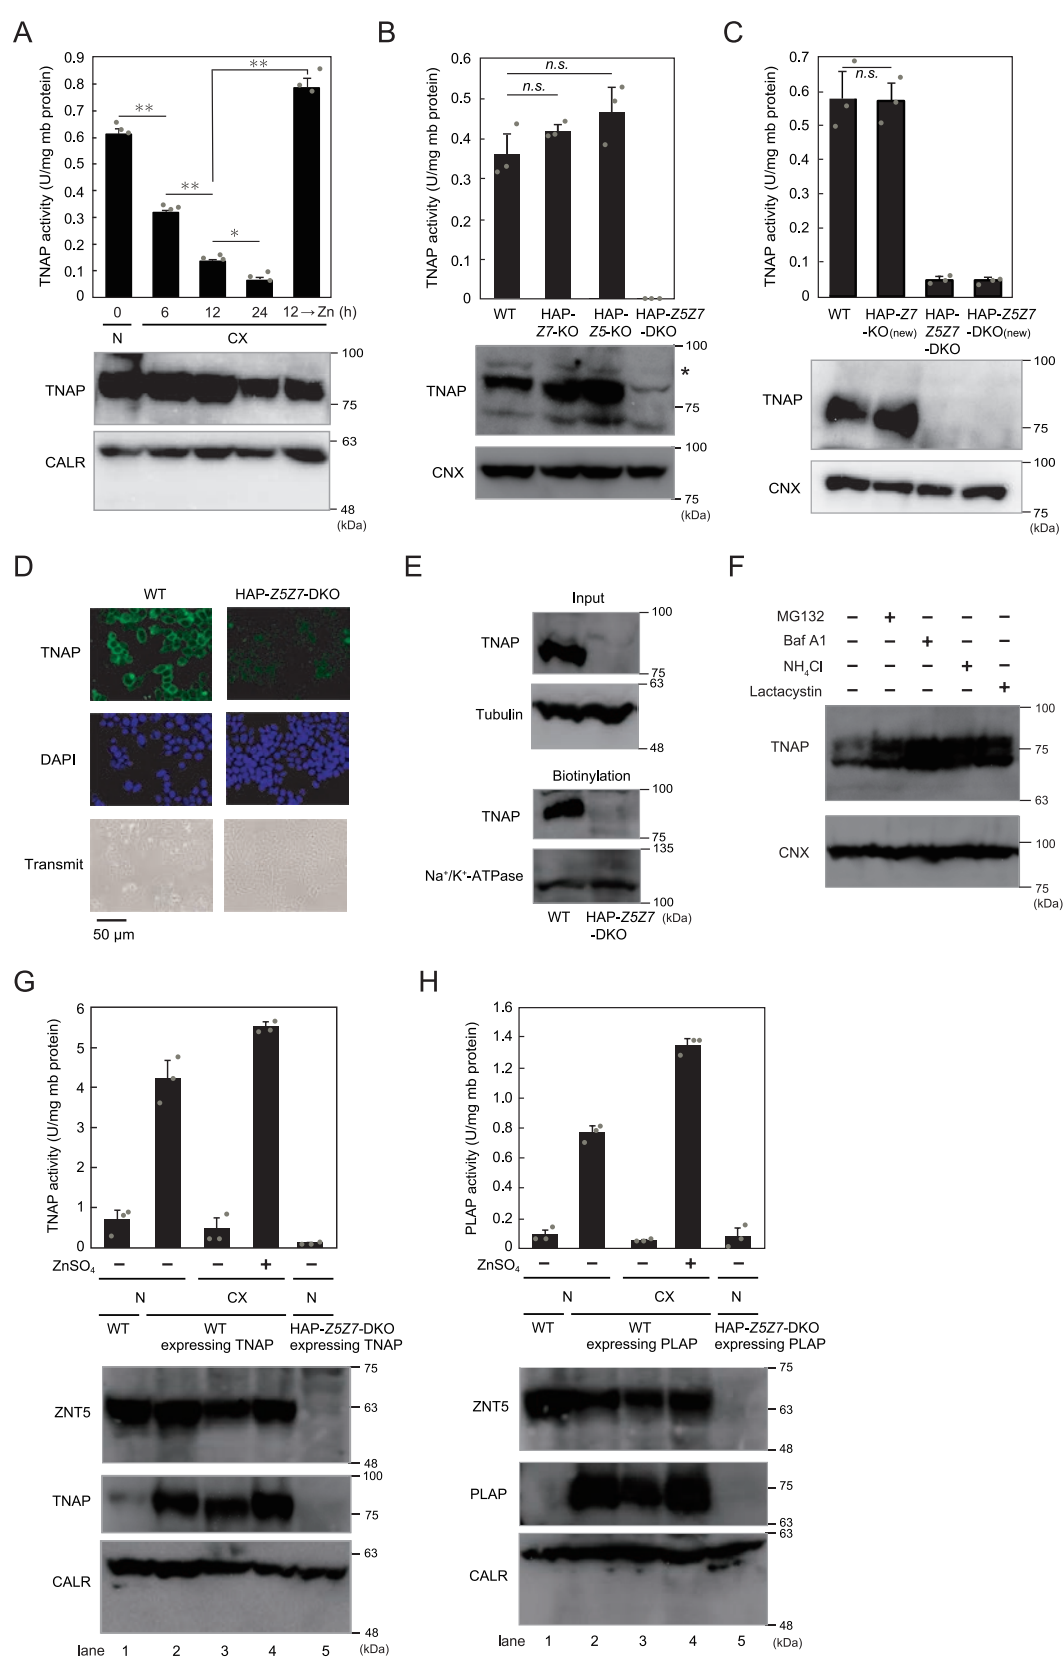 A
TNAP activity (U/mg mb protein)
0.9
0.8
0.7
0.6
0.5
0.4
0.3
0.2
0.1
0
**
**
*
**
0 6 12 24 12→Zn (h)
N CX
TNAP
100
75
CALR
63
48
(kDa)
B
TNAP activity (U/mg mb protein)
0.6
0.5
0.4
0.3
0.2
0.1
0
n.s.
n.s.
WT HAP- HAP- HAP-Z5Z7
Z7-KO Z5-KO -DKO
TNAP
100
*
75
CNX
100
75
(kDa)
C
TNAP activity (U/mg mb protein)
0.7
0.6
0.5
0.4
0.3
0.2
0.1
0
n.s.
WT HAP-Z7 HAP- HAP-Z5Z7
-KO(new) Z5Z7 -DKO(new)
-DKO
TNAP
100
75
CNX
100
75
(kDa)
D
WT HAP-Z5Z7-DKO
TNAP
DAPI
Transmit
50 µm
E
Input
TNAP
100
75
Tubulin
63
48
Biotinylation
TNAP
100
75
Na⁺/K⁺-ATPase
135
100
WT HAP-Z5Z7 (kDa)
-DKO
F
MG132 – + – – –
Baf A1 – – + – –
NH₄Cl – – – + –
Lactacystin – – – – +
TNAP
100
75
63
CNX
100
75
(kDa)
G
TNAP activity (U/mg mb protein)
6
5
4
3
2
1
0
ZnSO₄ – – – + –
N CX N
WT WT HAP-Z5Z7-DKO
expressing TNAP expressing TNAP
ZNT5
75
63
48
TNAP
100
75
CALR
63
48
lane 1 2 3 4 5 (kDa)
H
PLAP activity (U/mg mb protein)
1.6
1.4
1.2
1.0
0.8
0.6
0.4
0.2
0
ZnSO₄ – – – + –
N CX N
WT WT HAP-Z5Z7-DKO
expressing PLAP expressing PLAP
ZNT5
75
63
48
PLAP
75
63
CALR
63
48
lane 1 2 3 4 5 (kDa)